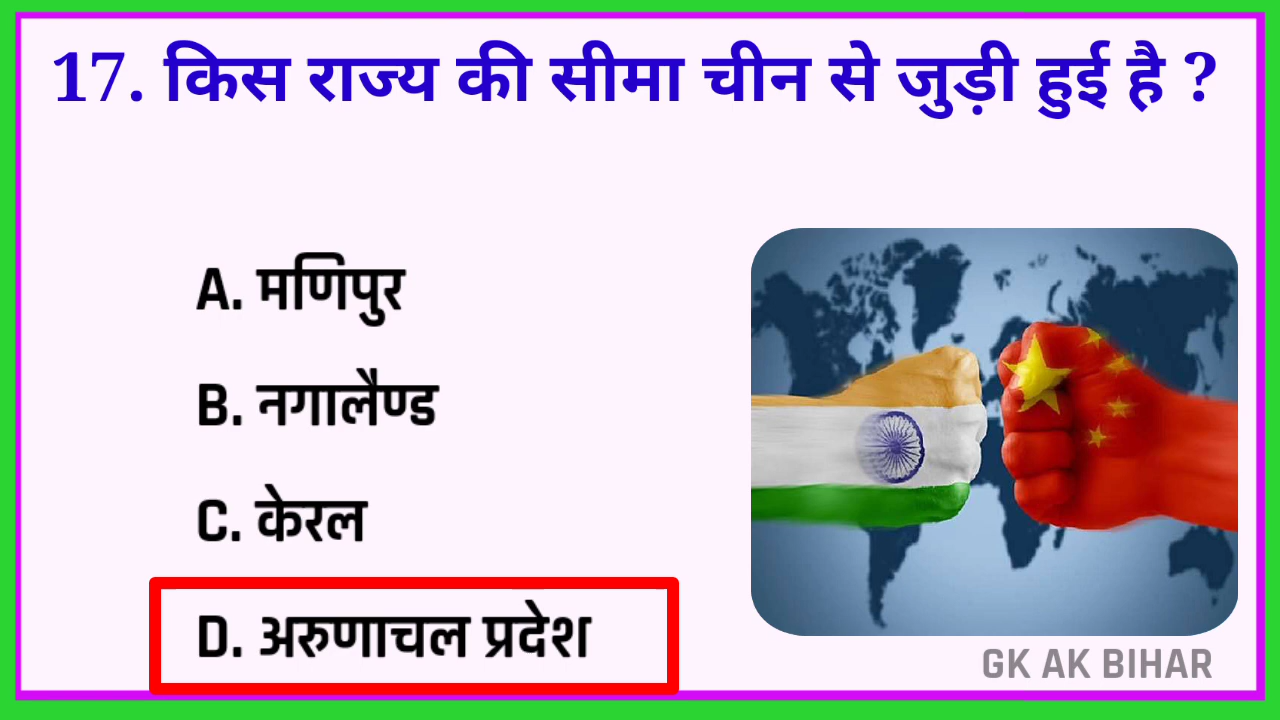 17. किस राज्य की सीमा चीन से जुड़ी हुई है ?
A. मणिपुर
B. नगालैण्ड
C. केरल
D. अरुणाचल प्रदेश
GK AK BIHAR